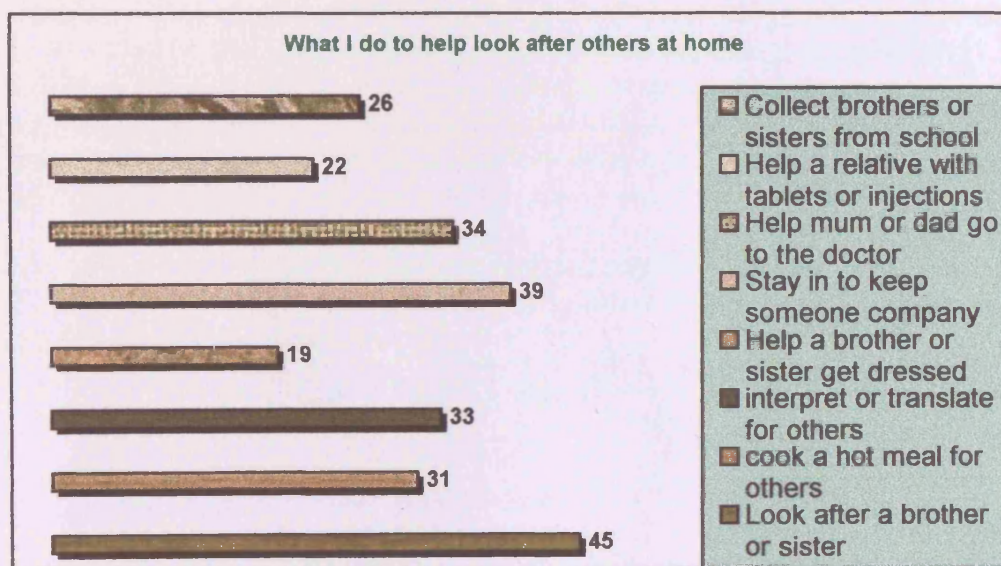 What I do to help look after others at home
26
22
34
39
19
33
31
45
Collect brothers or
sisters from school
Help a relative with
tablets or injections
Help mum or dad go
to the doctor
Stay in to keep
someone company
Help a brother or
sister get dressed
interpret or translate
for others
cook a hot meal for
others
Look after a brother
or sister